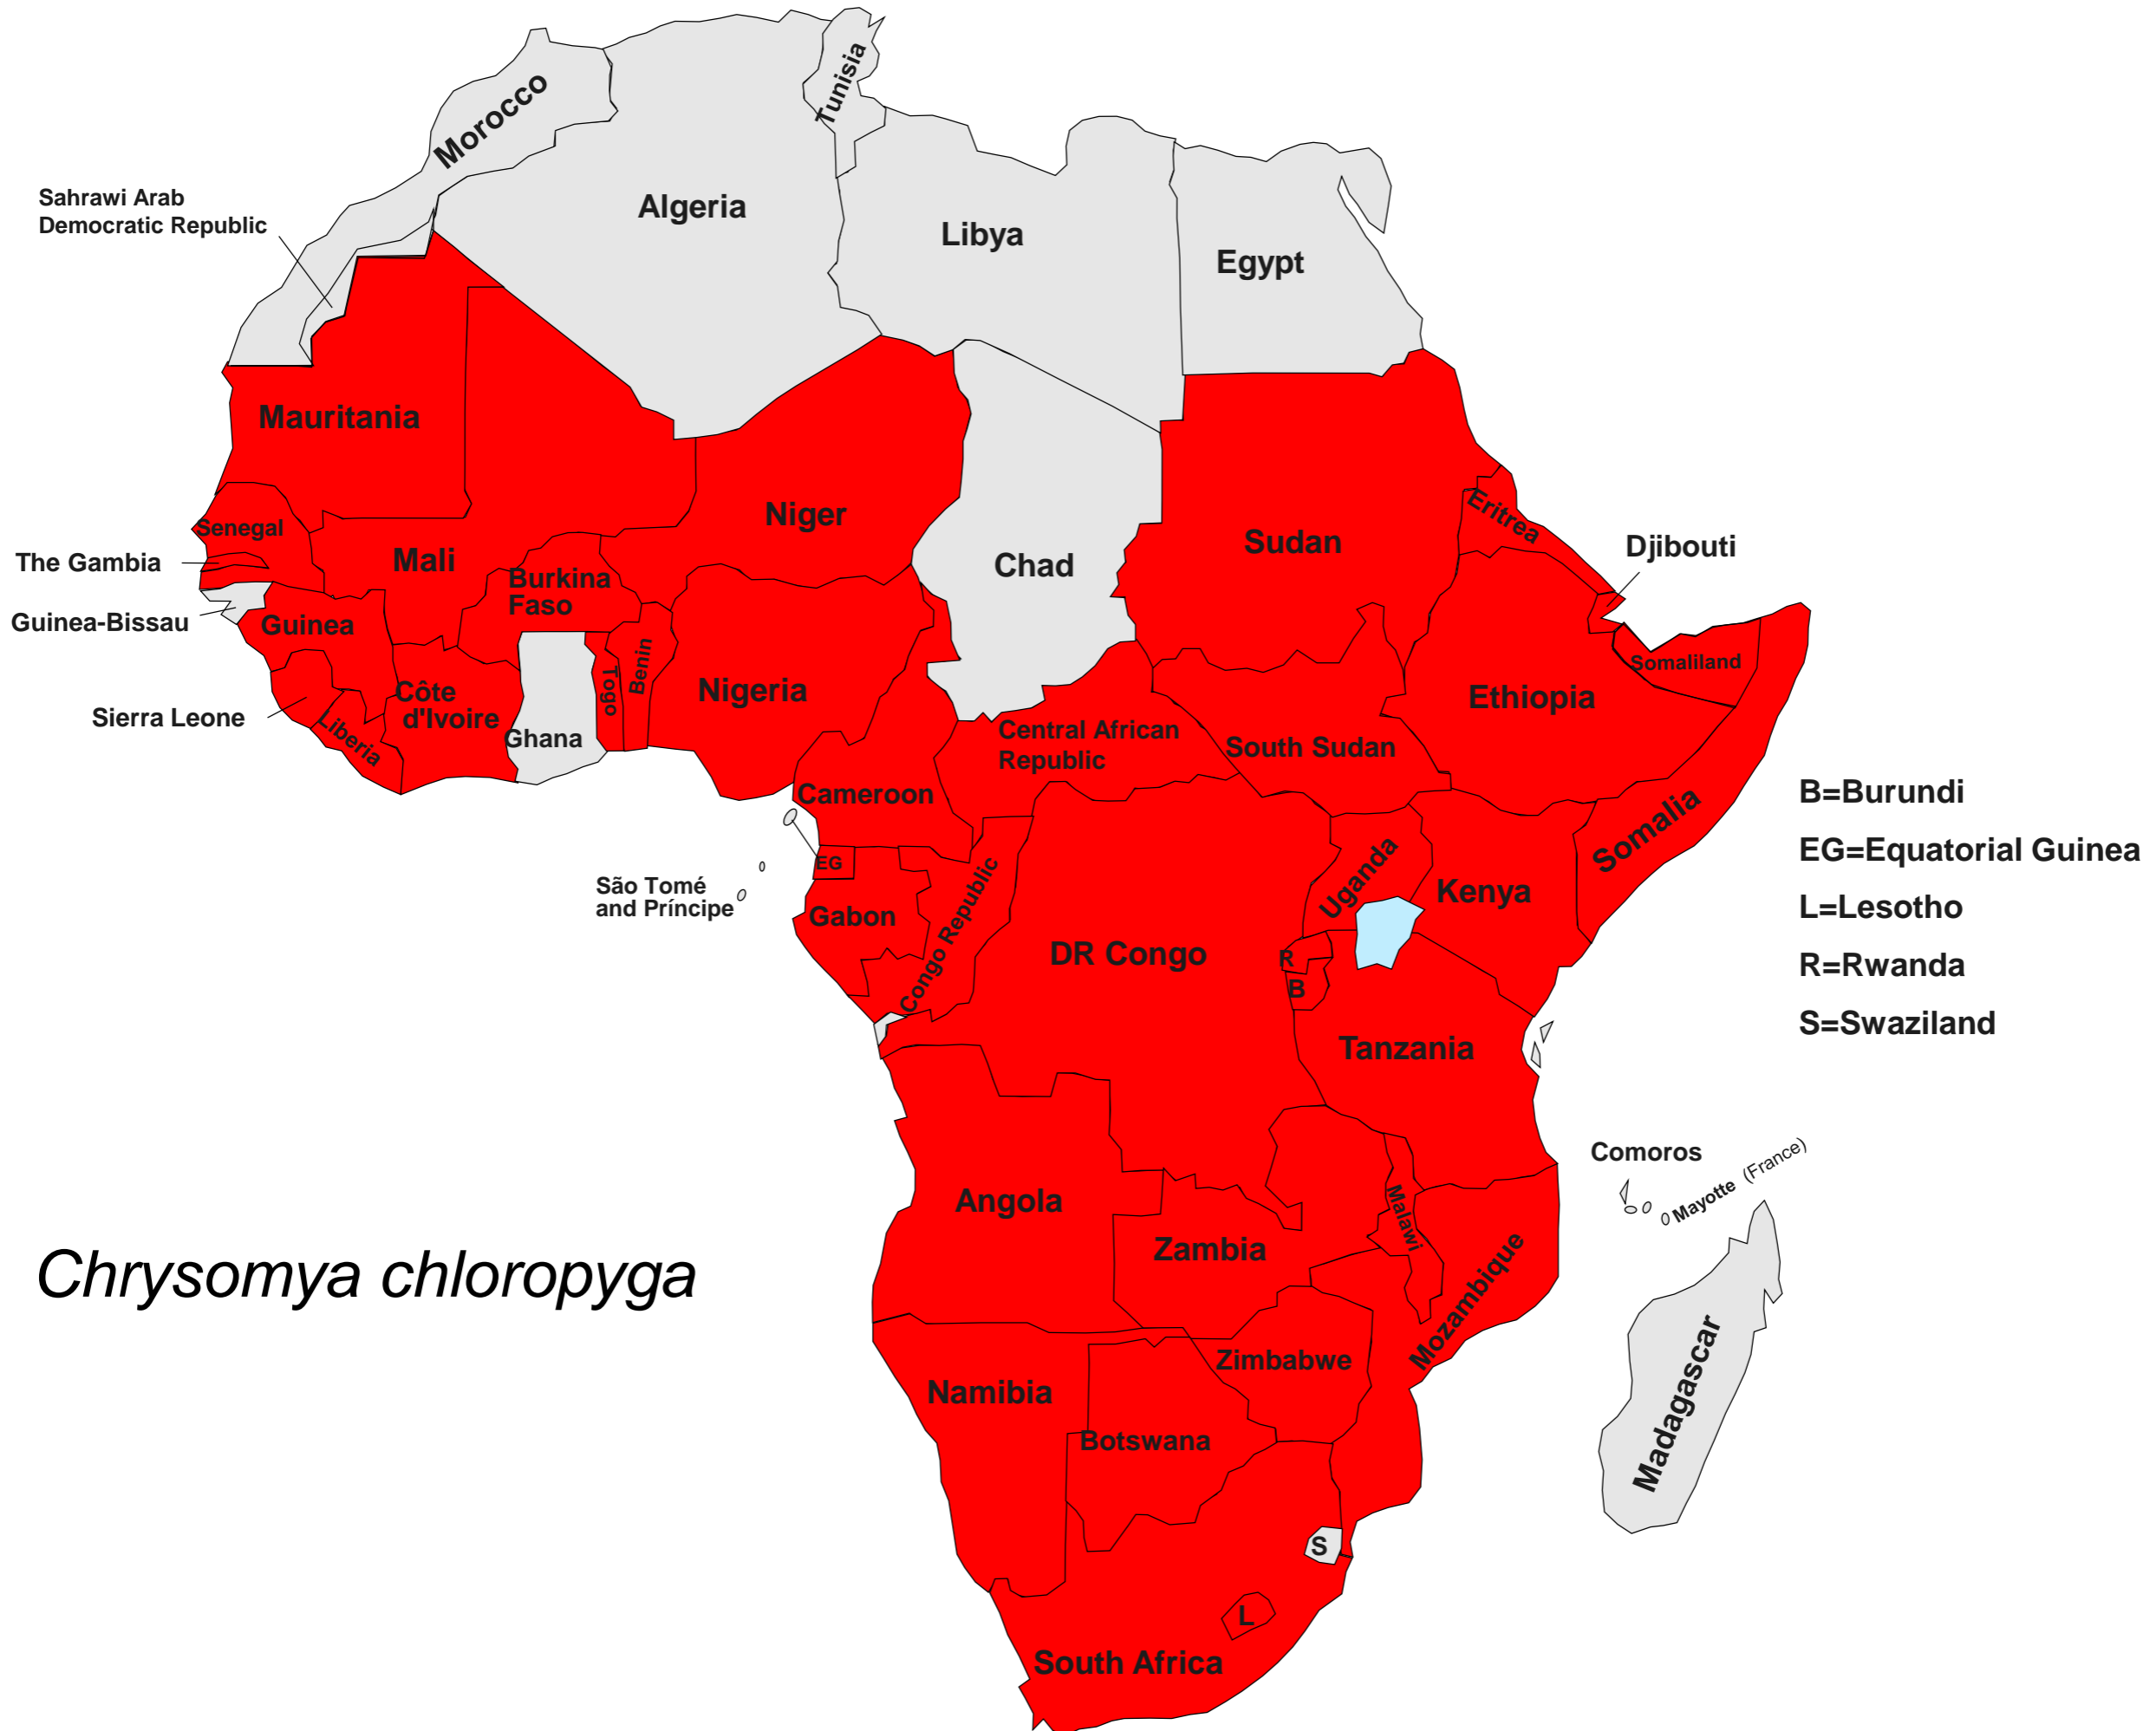 Morocco
Tunisia
Sahrawi Arab
Democratic Republic
Algeria
Libya
Egypt
Mauritania
Senegal
The Gambia
Guinea-Bissau
Guinea
Sierra Leone
Liberia
Mali
Burkina
Faso
Côte
d'Ivoire
Ghana
Togo
Benin
Niger
Nigeria
Chad
Sudan
Eritrea
Djibouti
Somaliland
Ethiopia
Central African
Republic
South Sudan
Cameroon
Somalia
EG
São Tomé
and Príncipe
Gabon
Congo Republic
DR Congo
Uganda
Kenya
R
B
Tanzania
B=Burundi
EG=Equatorial Guinea
L=Lesotho
R=Rwanda
S=Swaziland
Comoros
Mayotte (France)
Angola
Zambia
Malawi
Mozambique
Chrysomya chloropyga
Zimbabwe
Namibia
Botswana
Madagascar
S
L
South Africa